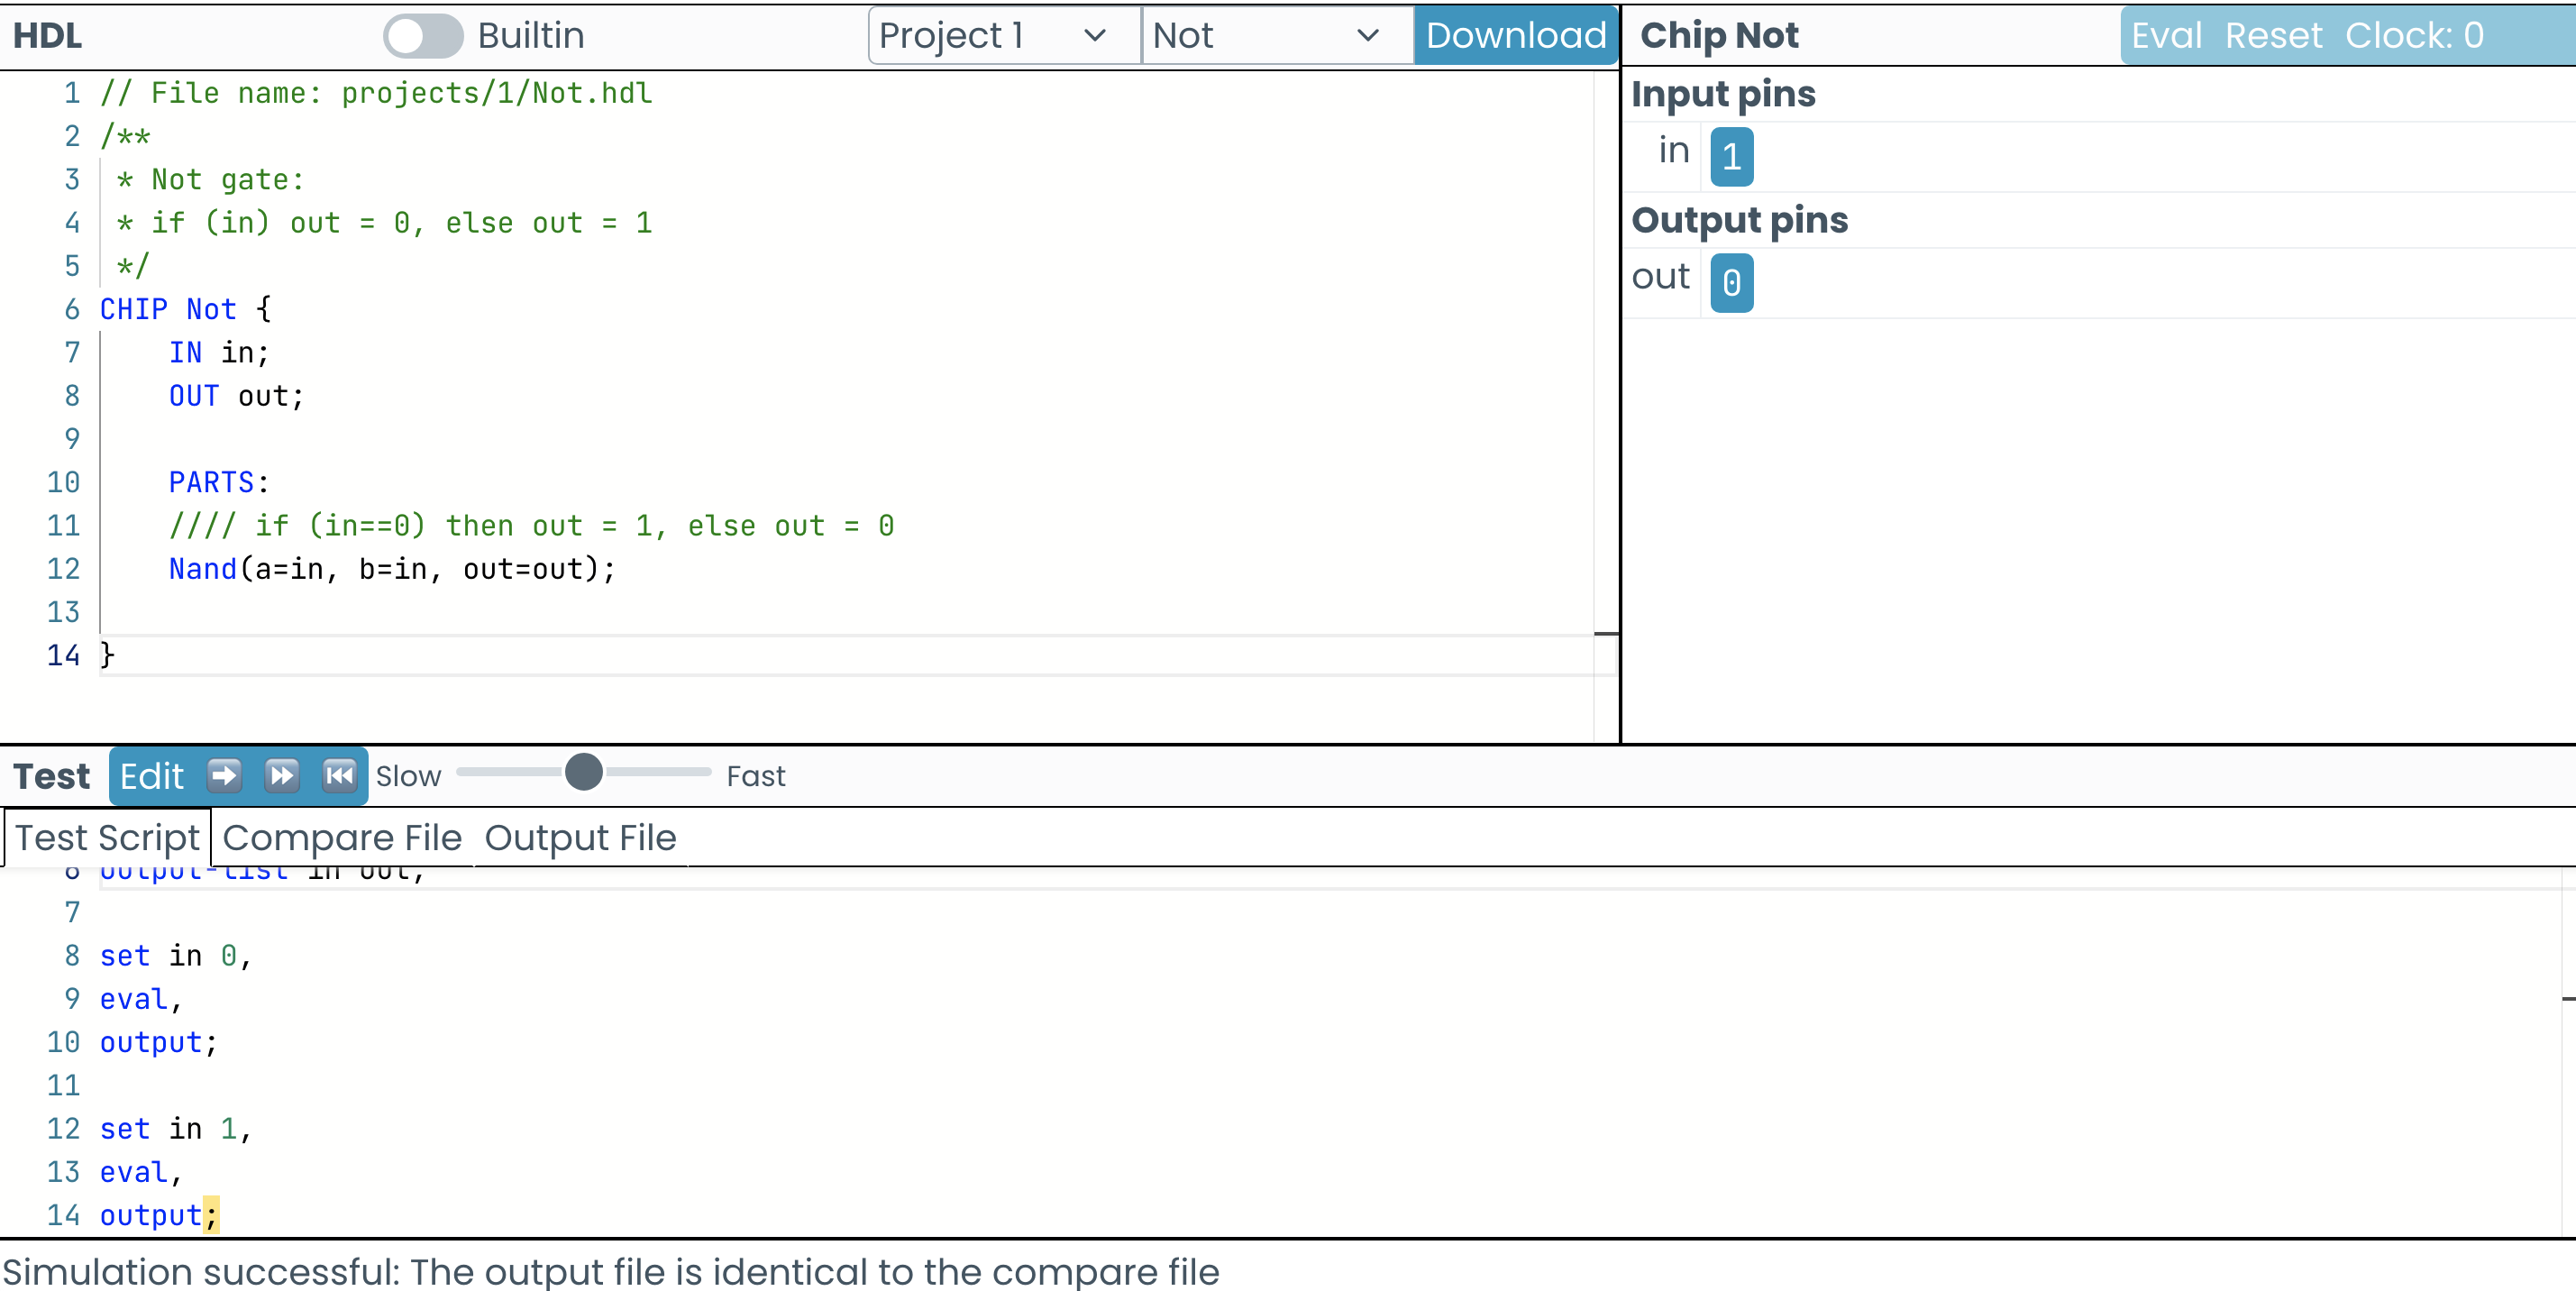 HDL Builtin Project 1 Not Download
1 // File name: projects/1/Not.hdl
2 /**
3 * Not gate:
4 * if (in) out = 0, else out = 1
5 */
6 CHIP Not {
7 IN in;
8 OUT out;
9
10 PARTS:
11 //// if (in==0) then out = 1, else out = 0
12 Nand(a=in, b=in, out=out);
13
14 }
Chip Not Eval Reset Clock: 0
Input pins
in 1
Output pins
out 0
Test Edit Slow Fast
Test Script Compare File Output File
6 output-list in out;
7
8 set in 0,
9 eval,
10 output;
11
12 set in 1,
13 eval,
14 output;
Simulation successful: The output file is identical to the compare file